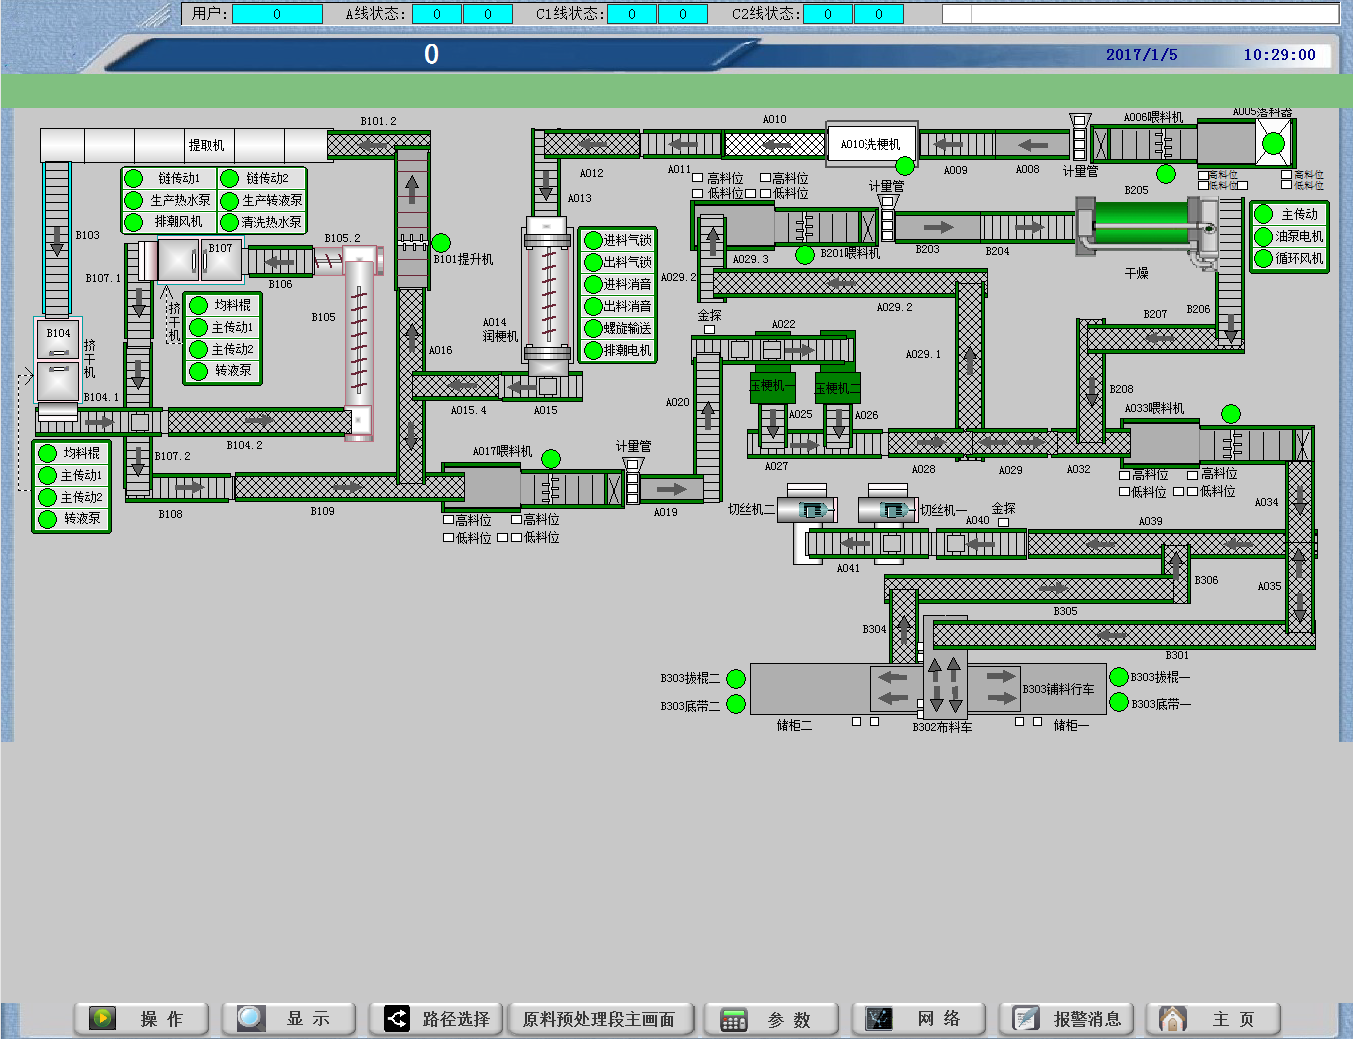 用户: 0 A线状态: 0 0 C1线状态: 0 0 C2线状态: 0 0
0
2017/1/5 10:29:00
B101.2
A010
A006喂料机
A005落料器
提取机
A010洗梗机
A012
A011
A009
A008
计量管
高料位
高料位
低料位
低料位
高料位
高料位
低料位
低料位
链传动1
链传动2
生产热水泵
生产转液泵
排潮风机
清洗热水泵
A013
计量管
B205
主传动
油泵电机
循环风机
B103
B107
B105.2
B101提升机
进料气锁
出料气锁
进料消音
出料消音
螺旋输送
排潮电机
B201喂料机
B203
B204
A029.3
A029.2
干燥
B107.1
B106
均料棍
主传动1
主传动2
转液泵
挤干机
B105
A014
润梗机
A029.2
金探
A022
B206
B207
B104
挤干机
A016
A029.1
B104.1
玉梗机一
玉梗机二
B208
A020
A025
A026
A033喂料机
A015.4
A015
B104.2
A017喂料机
计量管
A027
A028
A029
A032
均料棍
主传动1
主传动2
转液泵
B107.2
高料位
高料位
低料位
低料位
B108
B109
A019
高料位
高料位
低料位
低料位
切丝机二
切丝机一
A040
金探
A039
A034
A041
B306
A035
B305
B304
B301
B303拔棍二
B303底带二
B303铺料行车
B303拔棍一
B303底带一
储柜二
B302布料车
储柜一
操 作
显 示
路径选择
原料预处理段主画面
参 数
网 络
报警消息
主 页